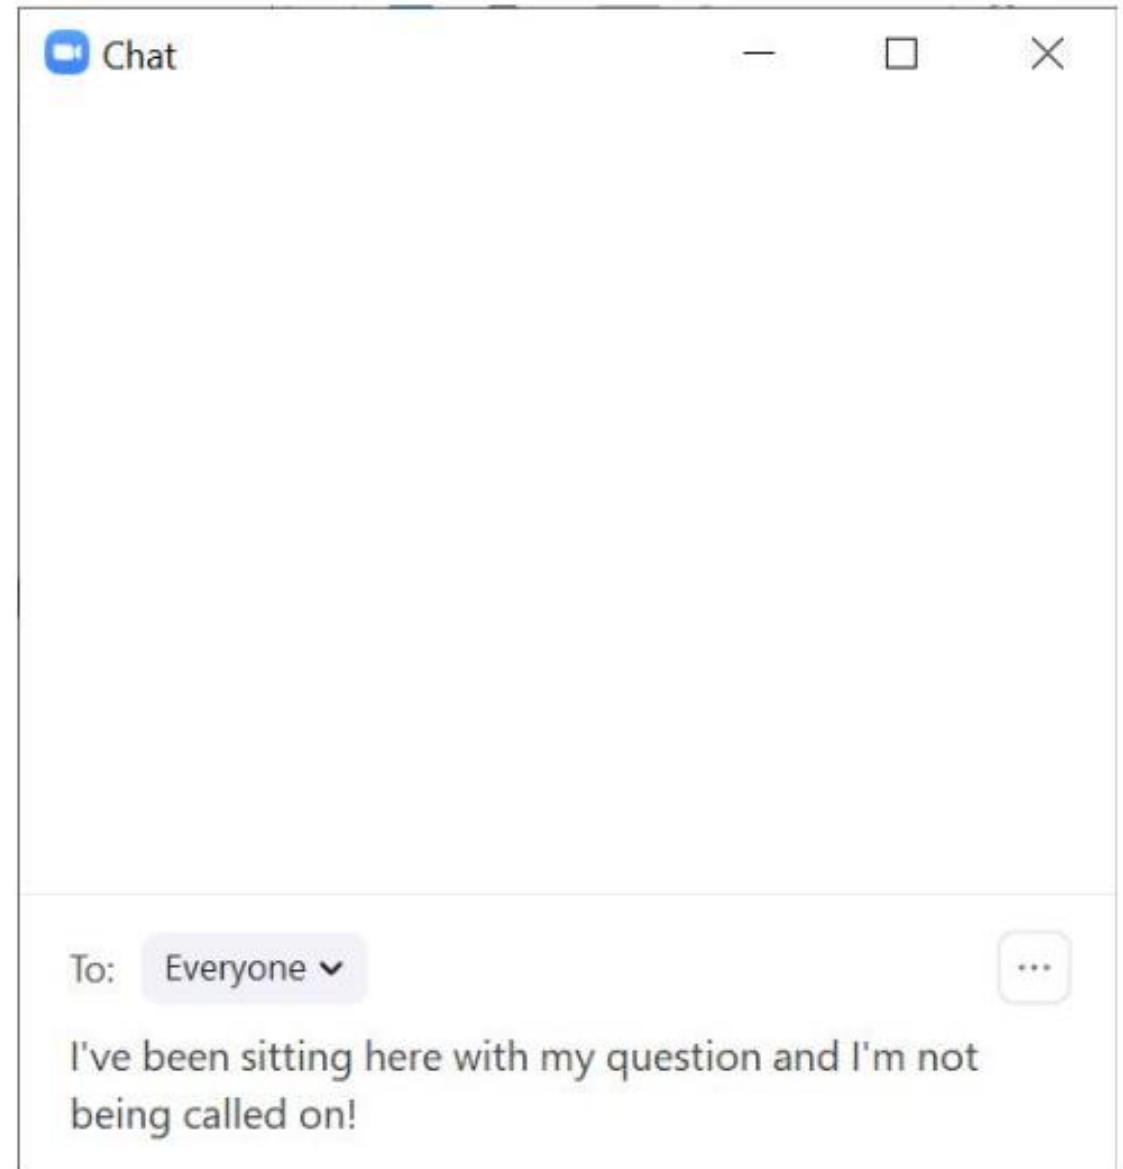 Chat
To: Everyone
I've been sitting here with my question and I'm not
being called on!